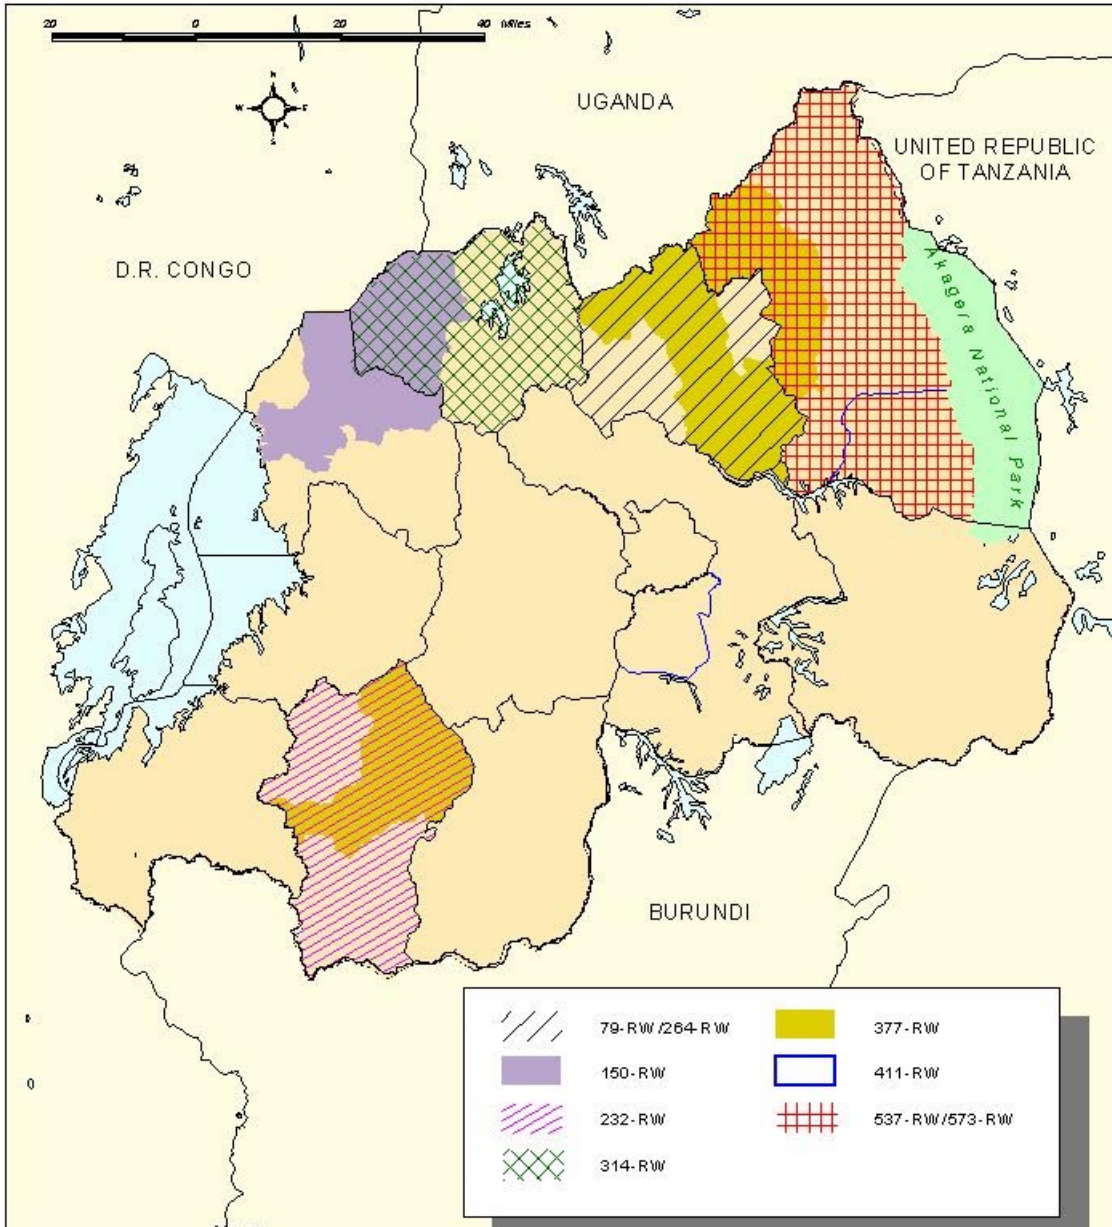 20 0 20 40 Miles
N
W E
S
UGANDA
UNITED REPUBLIC
OF TANZANIA
D.R. CONGO
Akagera National Park
BURUNDI
79-RW/264-RW
150-RW
232-RW
314-RW
377-RW
411-RW
537-RW/573-RW